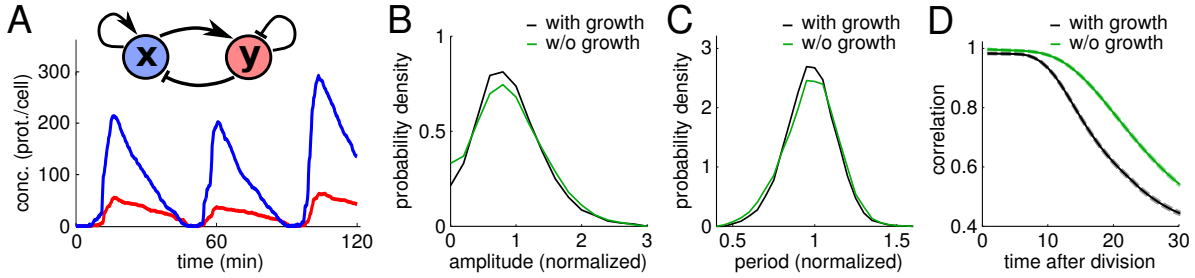 A
x
y
conc. (prot./cell)
300
200
100
0
0
60
120
time (min)
B
with growth
w/o growth
probability density
1
0.5
0
0
1
2
3
amplitude (normalized)
C
with growth
w/o growth
probability density
3
2
1
0
0.5
1
1.5
period (normalized)
D
with growth
w/o growth
correlation
1
0.8
0.6
0.4
0
10
20
30
time after division